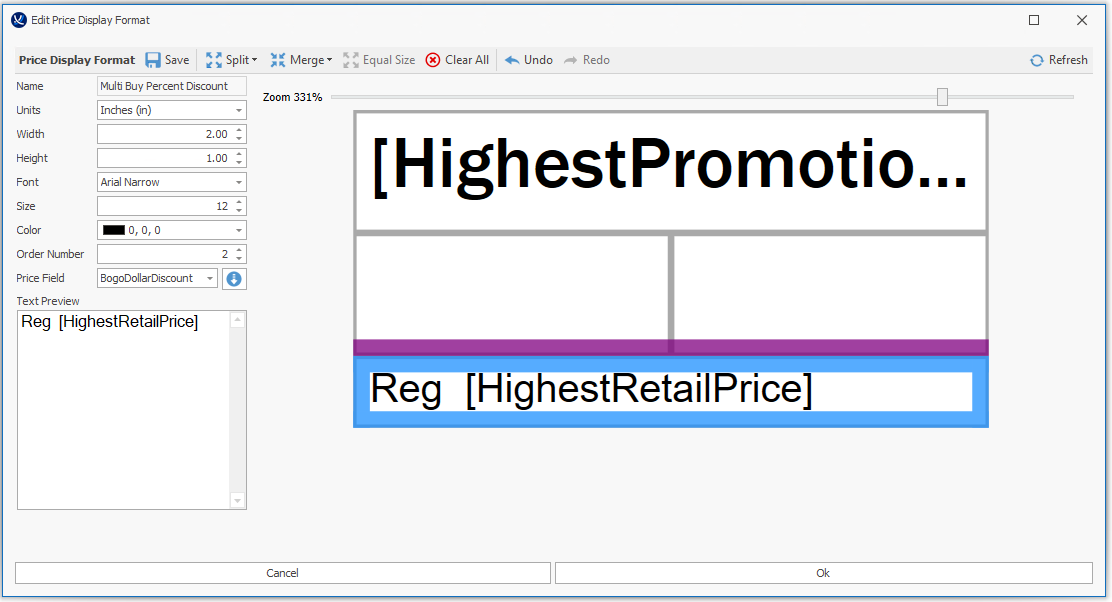 Edit Price Display Format
Price Display Format Save Split Merge Equal Size Clear All Undo Redo Refresh
Name Multi Buy Percent Discount
Zoom 331%
Units Inches (in)
Width 2.00
Height 1.00
Font Arial Narrow
Size 12
Color 0, 0, 0
Order Number 2
Price Field BogoDollarDiscount
Text Preview
Reg [HighestRetailPrice]
[HighestPromotio...
Reg [HighestRetailPrice]
Cancel Ok